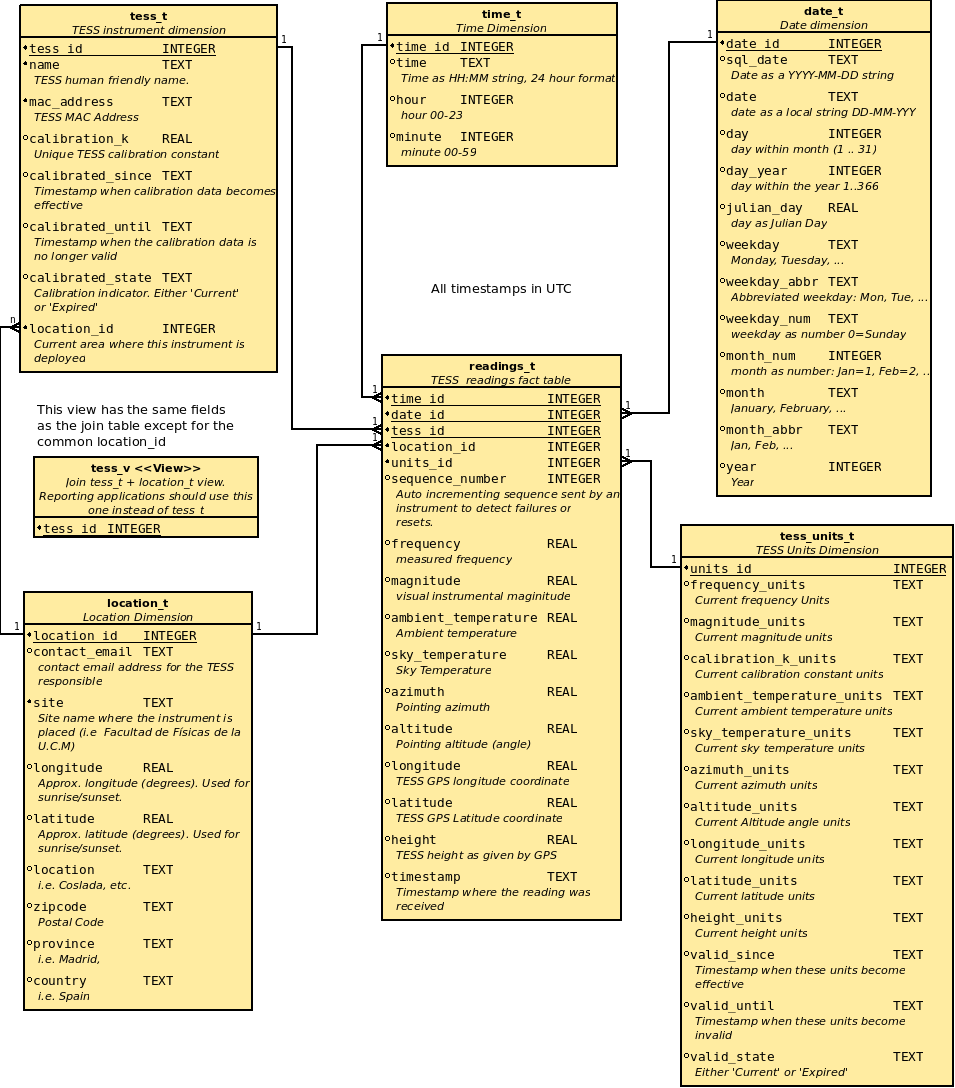 tess_t
TESS instrument dimension
tess_id INTEGER
name TEXT
TESS human friendly name.
mac_address TEXT
TESS MAC Address
calibration_k REAL
Unique TESS calibration constant
calibrated_since TEXT
Timestamp when calibration data becomes
effective
calibrated_until TEXT
Timestamp when the calibration data is
no longer valid
calibrated_state TEXT
Calibration indicator. Either 'Current'
or 'Expired'
location_id INTEGER
Current area where this instrument is
deployed
1
n
time_t
Time Dimension
time_id INTEGER
time TEXT
Time as HH:MM string, 24 hour format
hour INTEGER
hour 00-23
minute INTEGER
minute 00-59
1
date_t
Date dimension
date_id INTEGER
sql_date TEXT
Date as a YYYY-MM-DD string
date TEXT
date as a local string DD-MM-YYY
day INTEGER
day within month (1 .. 31)
day_year INTEGER
day within the year 1..366
julian_day REAL
day as Julian Day
weekday TEXT
Monday, Tuesday, ...
weekday_abbr TEXT
Abbreviated weekday: Mon, Tue, ...
weekday_num TEXT
weekday as number 0=Sunday
month_num INTEGER
month as number: Jan=1, Feb=2, ..
month TEXT
January, February, ...
month_abbr TEXT
Jan, Feb, ...
year INTEGER
Year
1
All timestamps in UTC
This view has the same fields
as the join table except for the
common location_id
tess_v <<View>>
Join tess_t + location_t view.
Reporting applications should use this
one instead of tess_t
tess_id INTEGER
location_t
Location Dimension
location_id INTEGER
contact_email TEXT
contact email address for the TESS
responsible
site TEXT
Site name where the instrument is
placed (i.e Facultad de Físicas de la
U.C.M)
longitude REAL
Approx. longitude (degrees). Used for
sunrise/sunset.
latitude REAL
Approx. latitude (degrees). Used for
sunrise/sunset.
location TEXT
i.e. Coslada, etc.
zipcode TEXT
Postal Code
province TEXT
i.e. Madrid,
country TEXT
i.e. Spain
1
1
readings_t
TESS readings fact table
time_id INTEGER
date_id INTEGER
tess_id INTEGER
location_id INTEGER
units_id INTEGER
sequence_number INTEGER
Auto incrementing sequence sent by an
instrument to detect failures or
resets.
frequency REAL
measured frequency
magnitude REAL
visual instrumental maginitude
ambient_temperature REAL
Ambient temperature
sky_temperature REAL
Sky Temperature
azimuth REAL
Pointing azimuth
altitude REAL
Pointing altitude (angle)
longitude REAL
TESS GPS longitude coordinate
latitude REAL
TESS GPS Latitude coordinate
height REAL
TESS height as given by GPS
timestamp TEXT
Timestamp where the reading was
received
1
1
1
1
1
tess_units_t
TESS Units Dimension
units_id INTEGER
frequency_units TEXT
Current frequency Units
magnitude_units TEXT
Current magnitude units
calibration_k_units TEXT
Current calibration constant units
ambient_temperature_units TEXT
Current ambient temperature units
sky_temperature_units TEXT
Current sky temperature units
azimuth_units TEXT
Current azimuth units
altitude_units TEXT
Current Altitude angle units
longitude_units TEXT
Current longitude units
latitude_units TEXT
Current latitude units
height_units TEXT
Current height units
valid_since TEXT
Timestamp when these units become
effective
valid_until TEXT
Timestamp when these units become
invalid
valid_state TEXT
Either 'Current' or 'Expired'
1